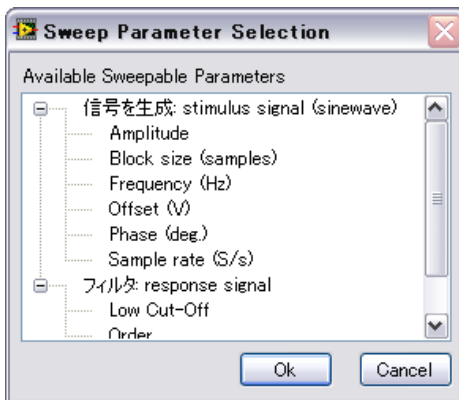 Sweep Parameter Selection
Available Sweepable Parameters
信号を生成: stimulus signal (sinewave)
Amplitude
Block size (samples)
Frequency (Hz)
Offset (V)
Phase (deg.)
Sample rate (S/s)
フィルタ: response signal
Low Cut-Off
Order
Ok
Cancel